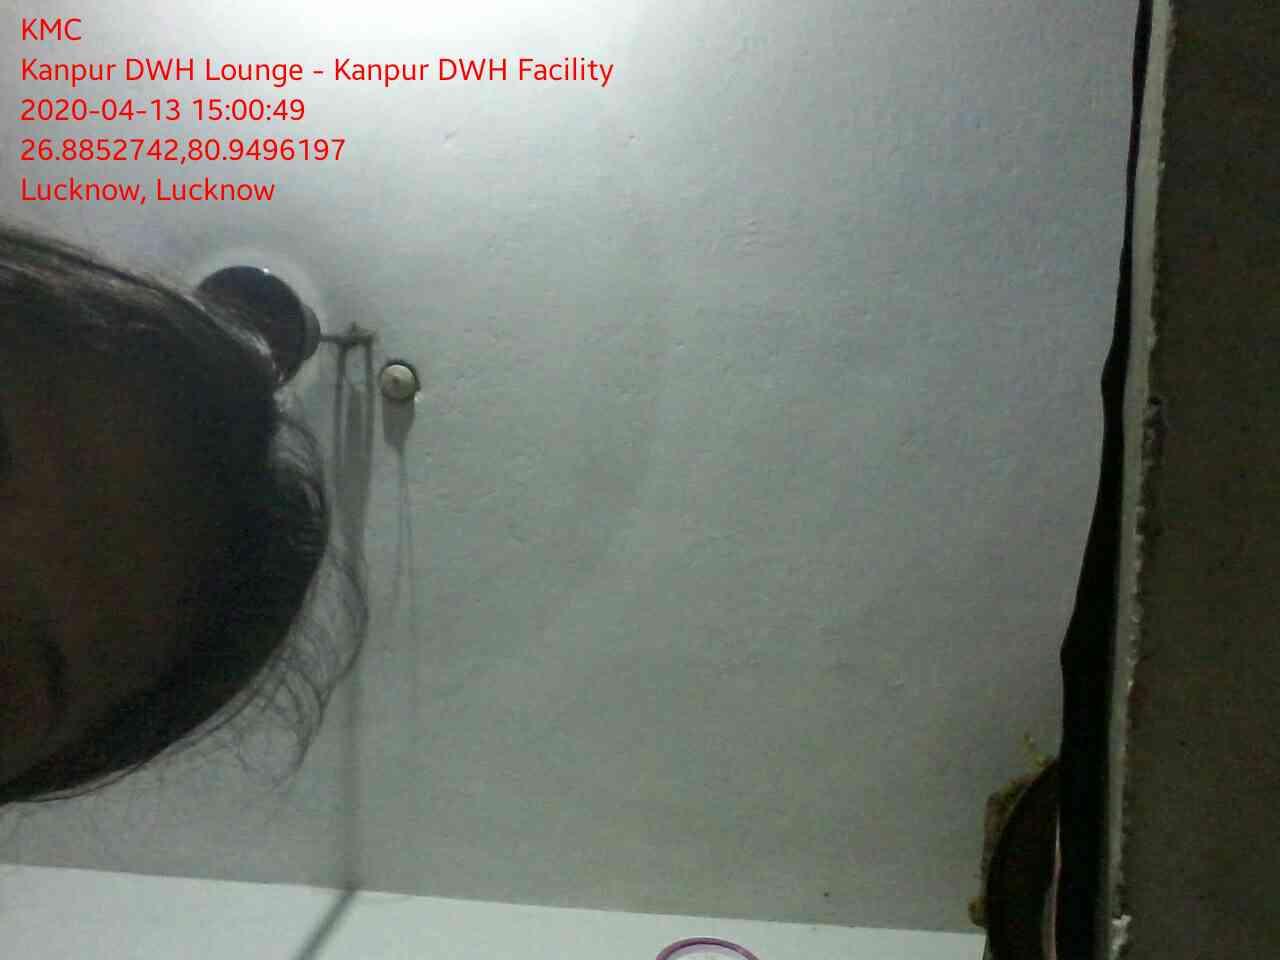 KMC
Kanpur DWH Lounge - Kanpur DWH Facility
2020-04-13 15:00:49
26.8852742,80.9496197
Lucknow, Lucknow